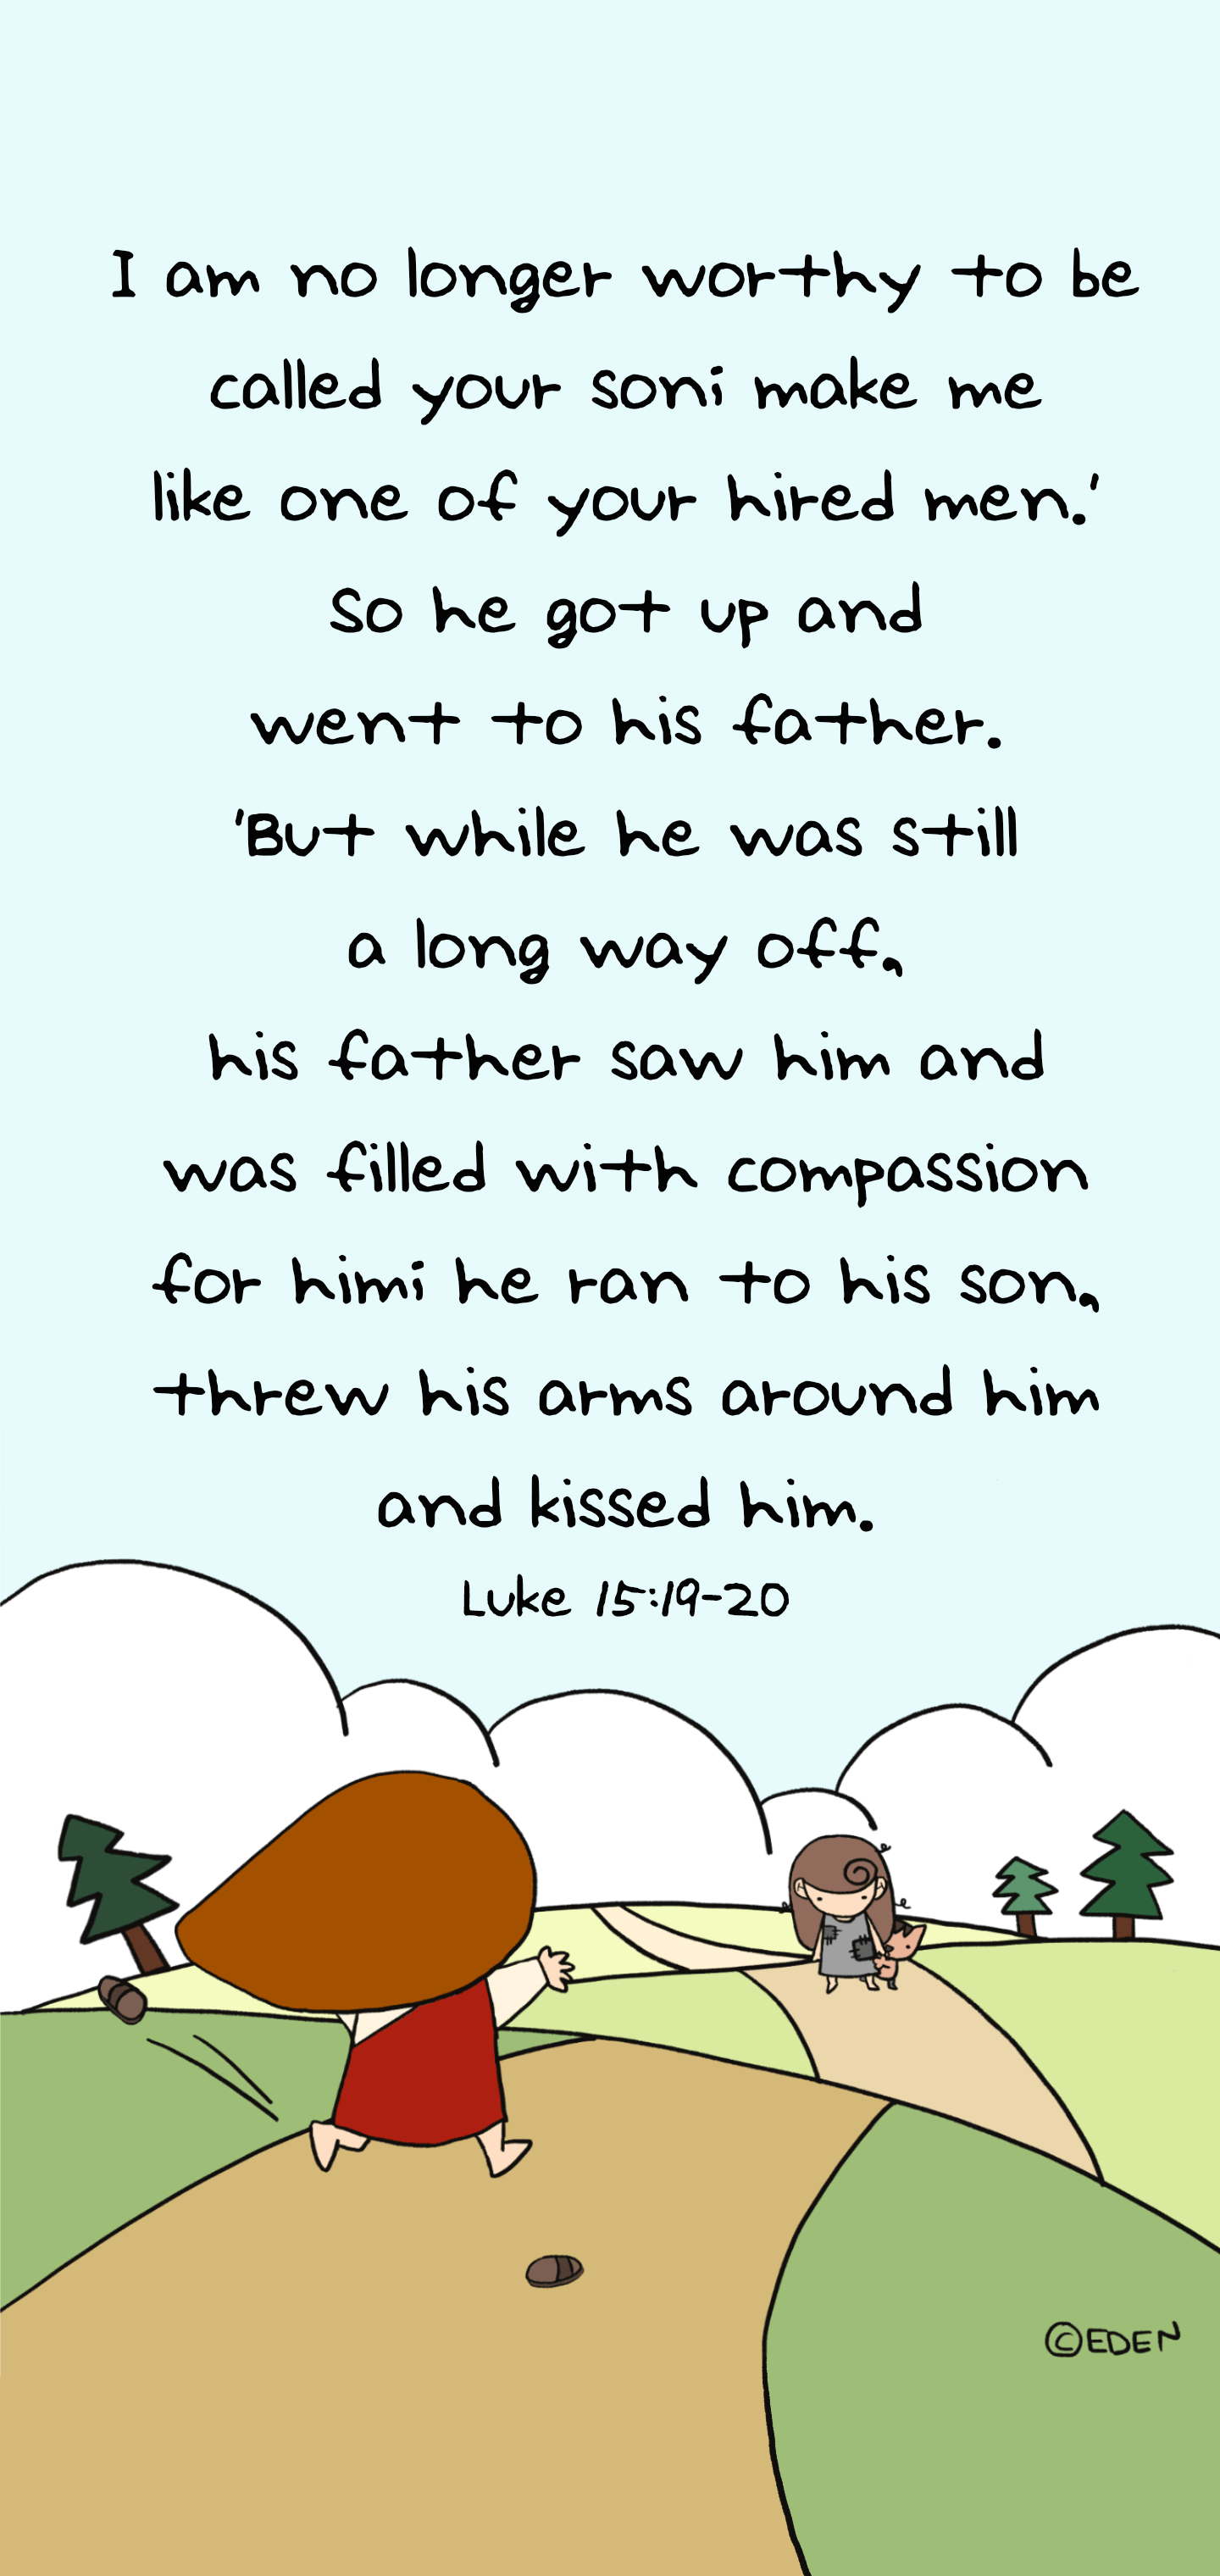 I am no longer worthy to be
called your soni make me
like one of your hired men.'
So he got up and
went to his father.
'But while he was still
a long way off,
his father saw him and
was filled with compassion
for himi he ran to his son,
threw his arms around him
and kissed him.
Luke 15:19-20
©EDEN